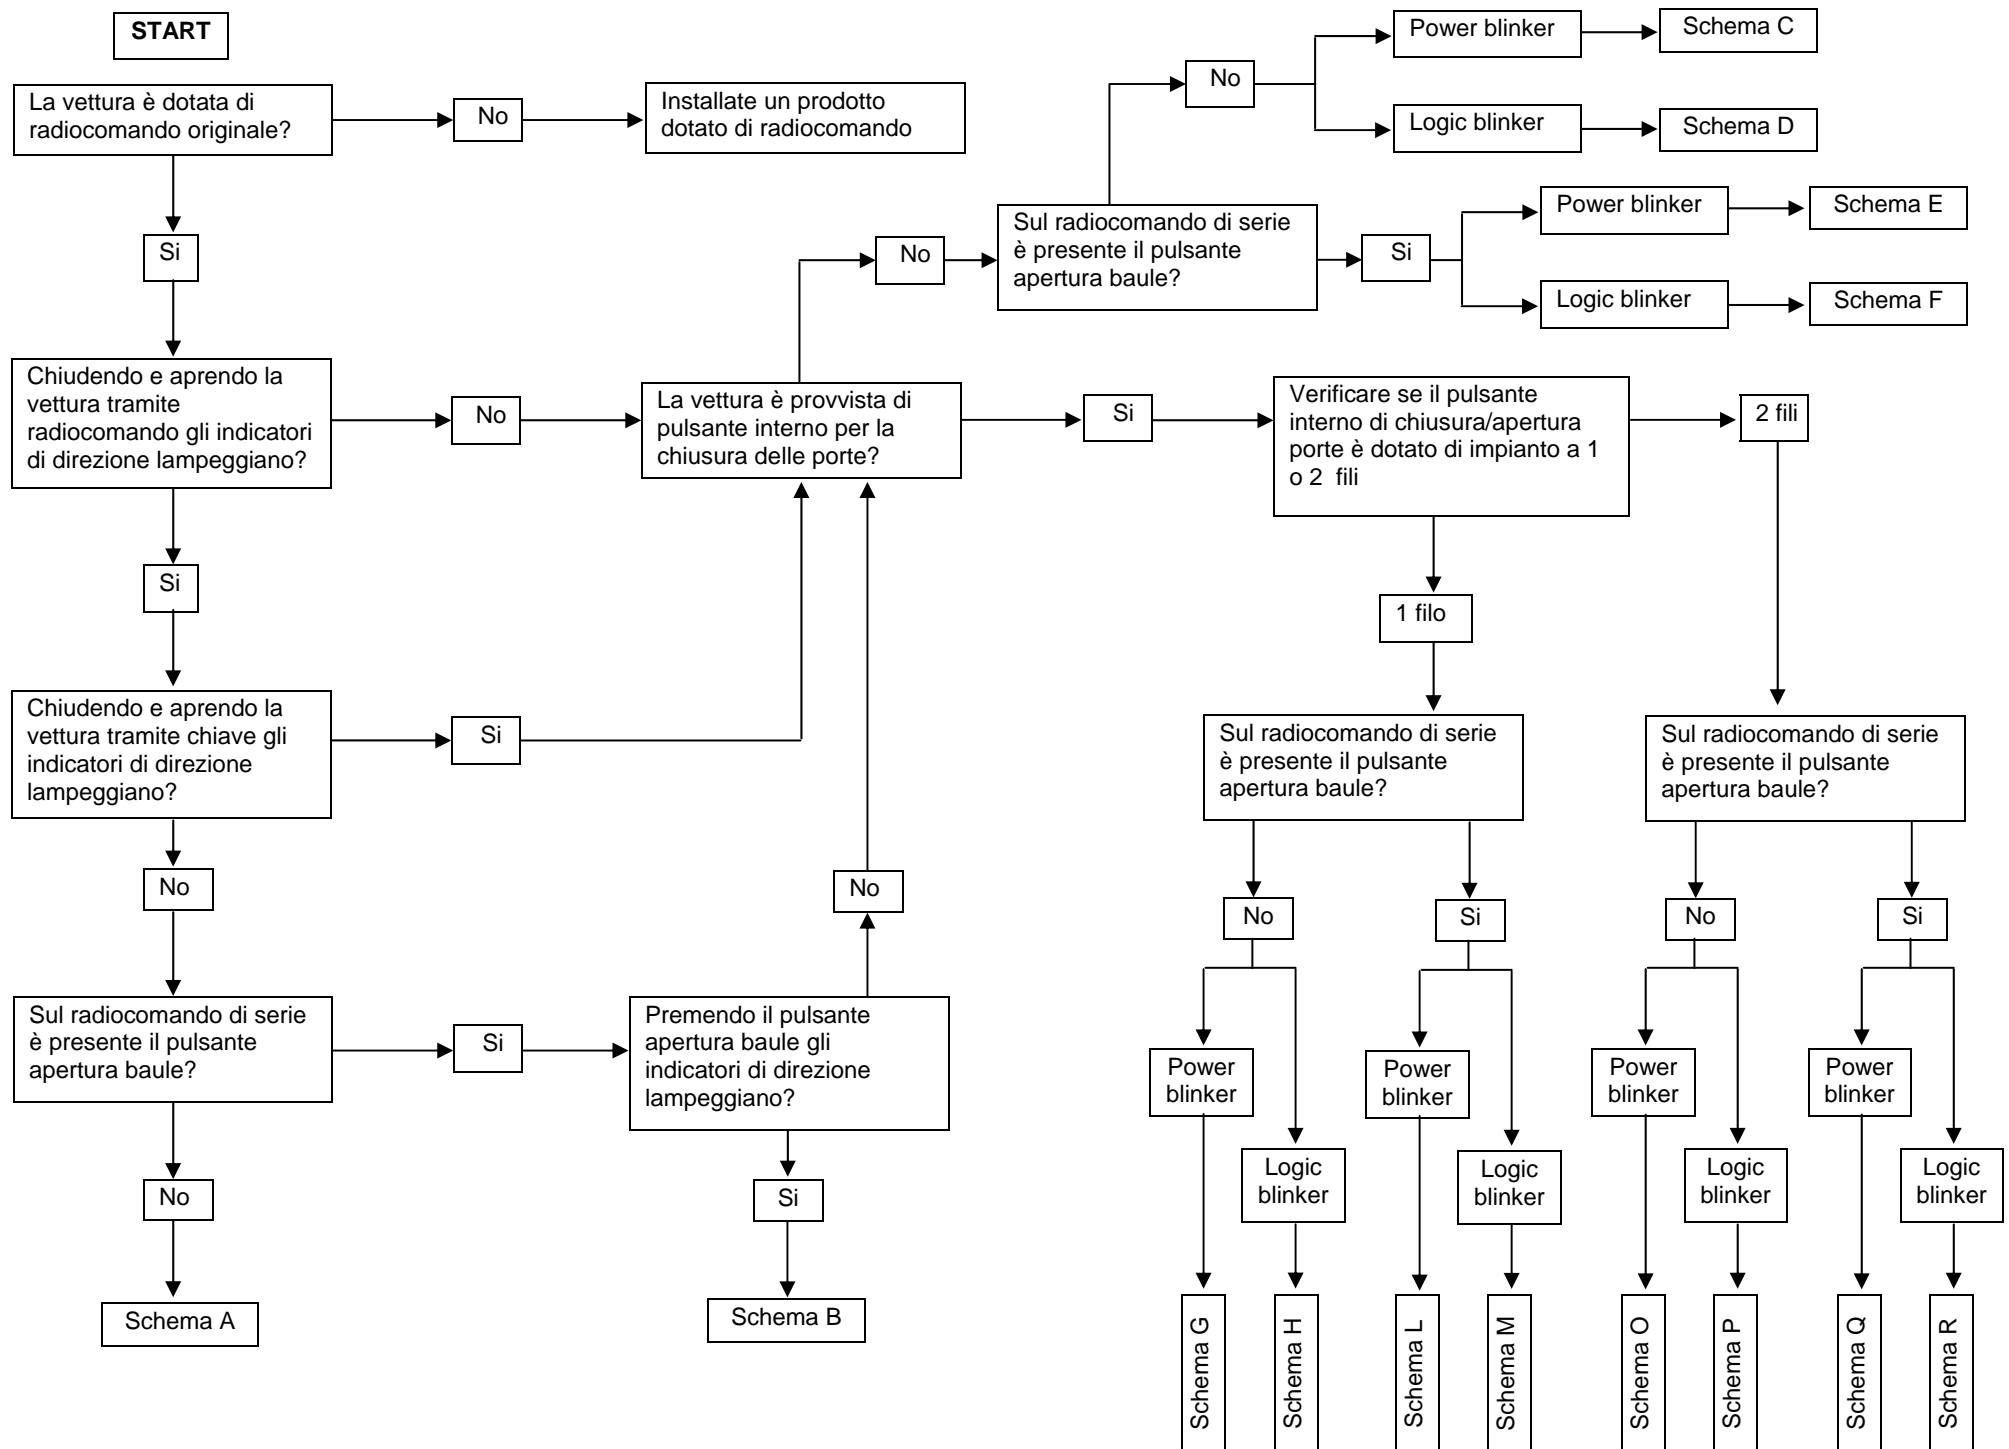 START
La vettura è dotata di
radiocomando originale?
No
Installate un prodotto
dotato di radiocomando
No
Power blinker
Schema C
Logic blinker
Schema D
Si
No
Sul radiocomando di serie
è presente il pulsante
apertura baule?
Si
Power blinker
Schema E
Logic blinker
Schema F
Chiudendo e aprendo la
vettura tramite
radiocomando gli indicatori
di direzione lampeggiano?
No
La vettura è provvista di
pulsante interno per la
chiusura delle porte?
Si
Verificare se il pulsante
interno di chiusura/apertura
porte è dotato di impianto a 1
o 2 fili
2 fili
Si
1 filo
Chiudendo e aprendo la
vettura tramite chiave gli
indicatori di direzione
lampeggiano?
Si
Sul radiocomando di serie
è presente il pulsante
apertura baule?
Sul radiocomando di serie
è presente il pulsante
apertura baule?
No
No
No
Si
No
Si
Sul radiocomando di serie
è presente il pulsante
apertura baule?
Si
Premendo il pulsante
apertura baule gli
indicatori di direzione
lampeggiano?
Power
blinker
Power
blinker
Power
blinker
Power
blinker
No
Si
Logic
blinker
Logic
blinker
Logic
blinker
Logic
blinker
Schema A
Schema B
Schema G
Schema H
Schema L
Schema M
Schema O
Schema P
Schema Q
Schema R